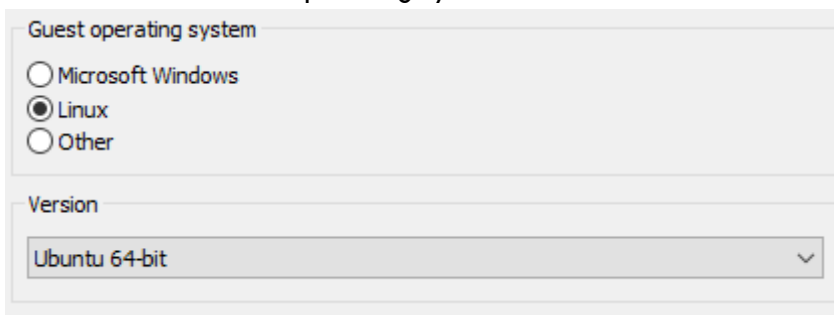 Guest operating system
Microsoft Windows
Linux
Other
Version
Ubuntu 64-bit